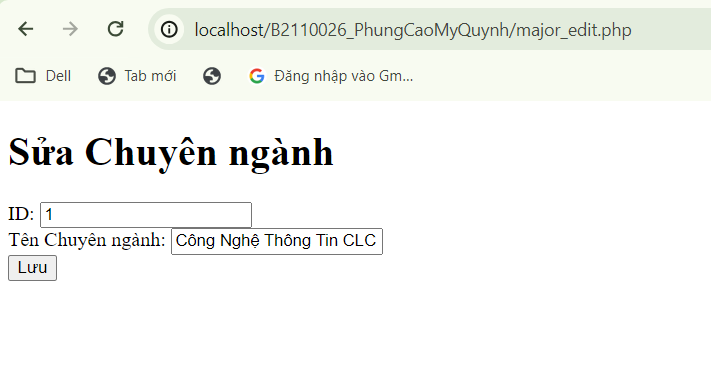 localhost/B2110026_PhungCaoMyQuynh/major_edit.php
Dell Tab mới Đăng nhập vào Gm...
Sửa Chuyên ngành
ID: 1
Tên Chuyên ngành: Công Nghệ Thông Tin CLC
Lưu